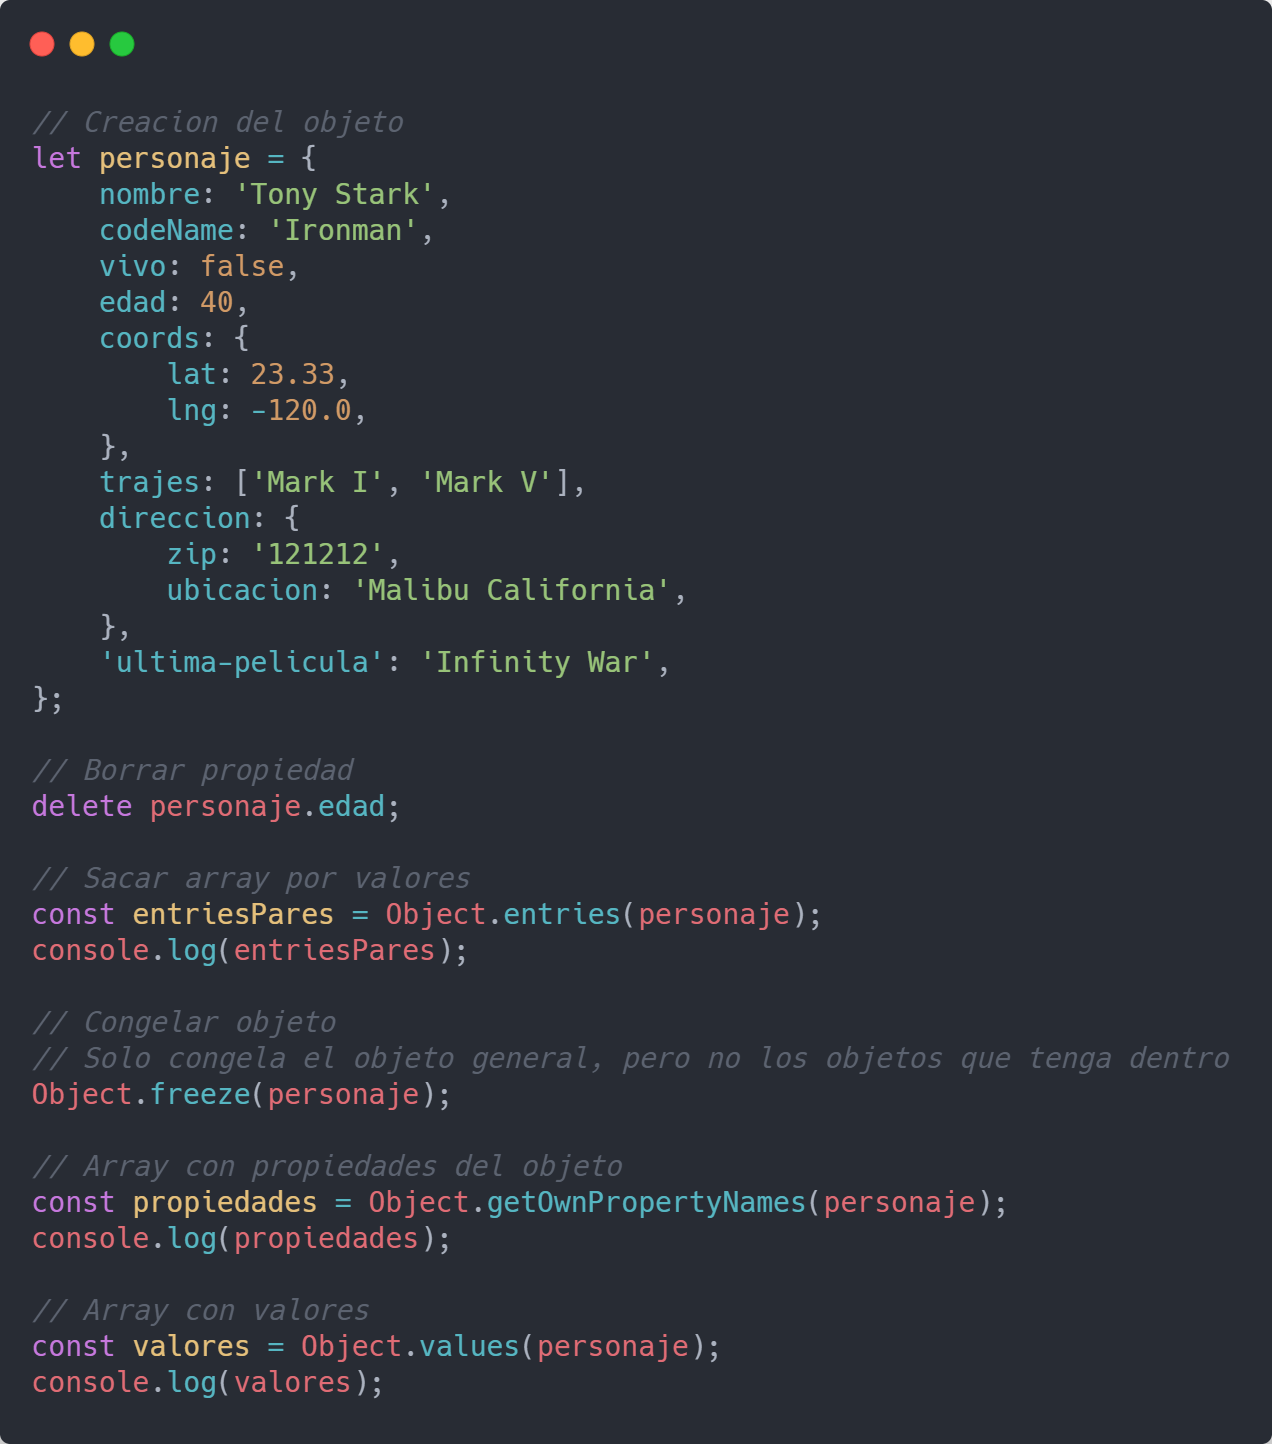 // Creacion del objeto
let personaje = {
    nombre: 'Tony Stark',
    codeName: 'Ironman',
    vivo: false,
    edad: 40,
    coords: {
        lat: 23.33,
        lng: -120.0,
    },
    trajes: ['Mark I', 'Mark V'],
    direccion: {
        zip: '121212',
        ubicacion: 'Malibu California',
    },
    'ultima-pelicula': 'Infinity War',
};

// Borrar propiedad
delete personaje.edad;

// Sacar array por valores
const entriesPares = Object.entries(personaje);
console.log(entriesPares);

// Congelar objeto
// Solo congela el objeto general, pero no los objetos que tenga dentro
Object.freeze(personaje);

// Array con propiedades del objeto
const propiedades = Object.getOwnPropertyNames(personaje);
console.log(propiedades);

// Array con valores
const valores = Object.values(personaje);
console.log(valores);